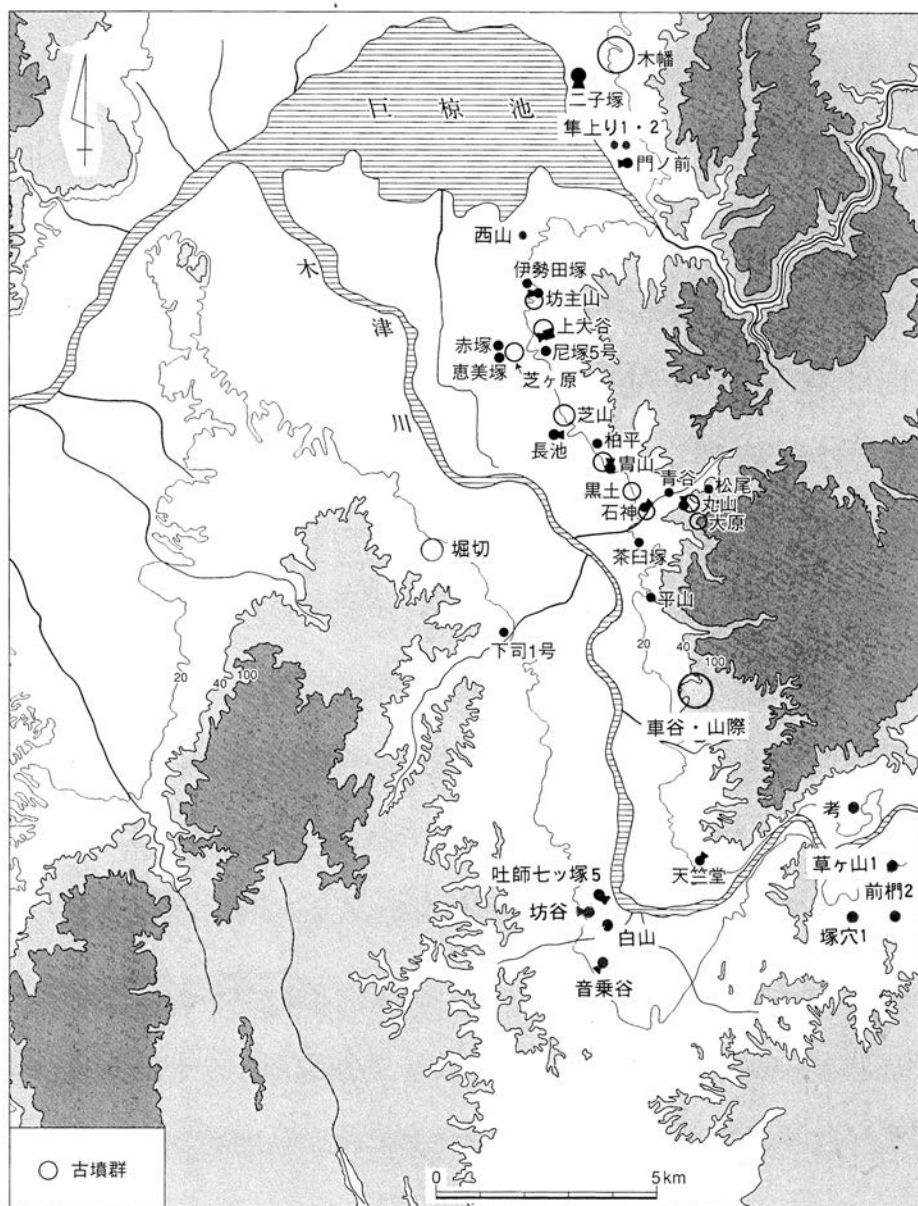 木幡
二子塚
巨椋池
隼上り1・2
門ノ前
西山
伊勢田塚
坊主山
木津川
上大谷
赤塚
尼塚5号
恵美塚
芝ヶ原
芝山
長池
柏平
冑山
青谷
松尾
黒土
丸山
石神
大原
茶臼塚
堀切
平山
下司1号
20
40
100
20
40
100
車谷・山際
考
天竺堂
草ヶ山1
吐師七ッ塚5
前椚2
坊谷
白山
塚穴1
音乗谷
○ 古墳群
0
5km